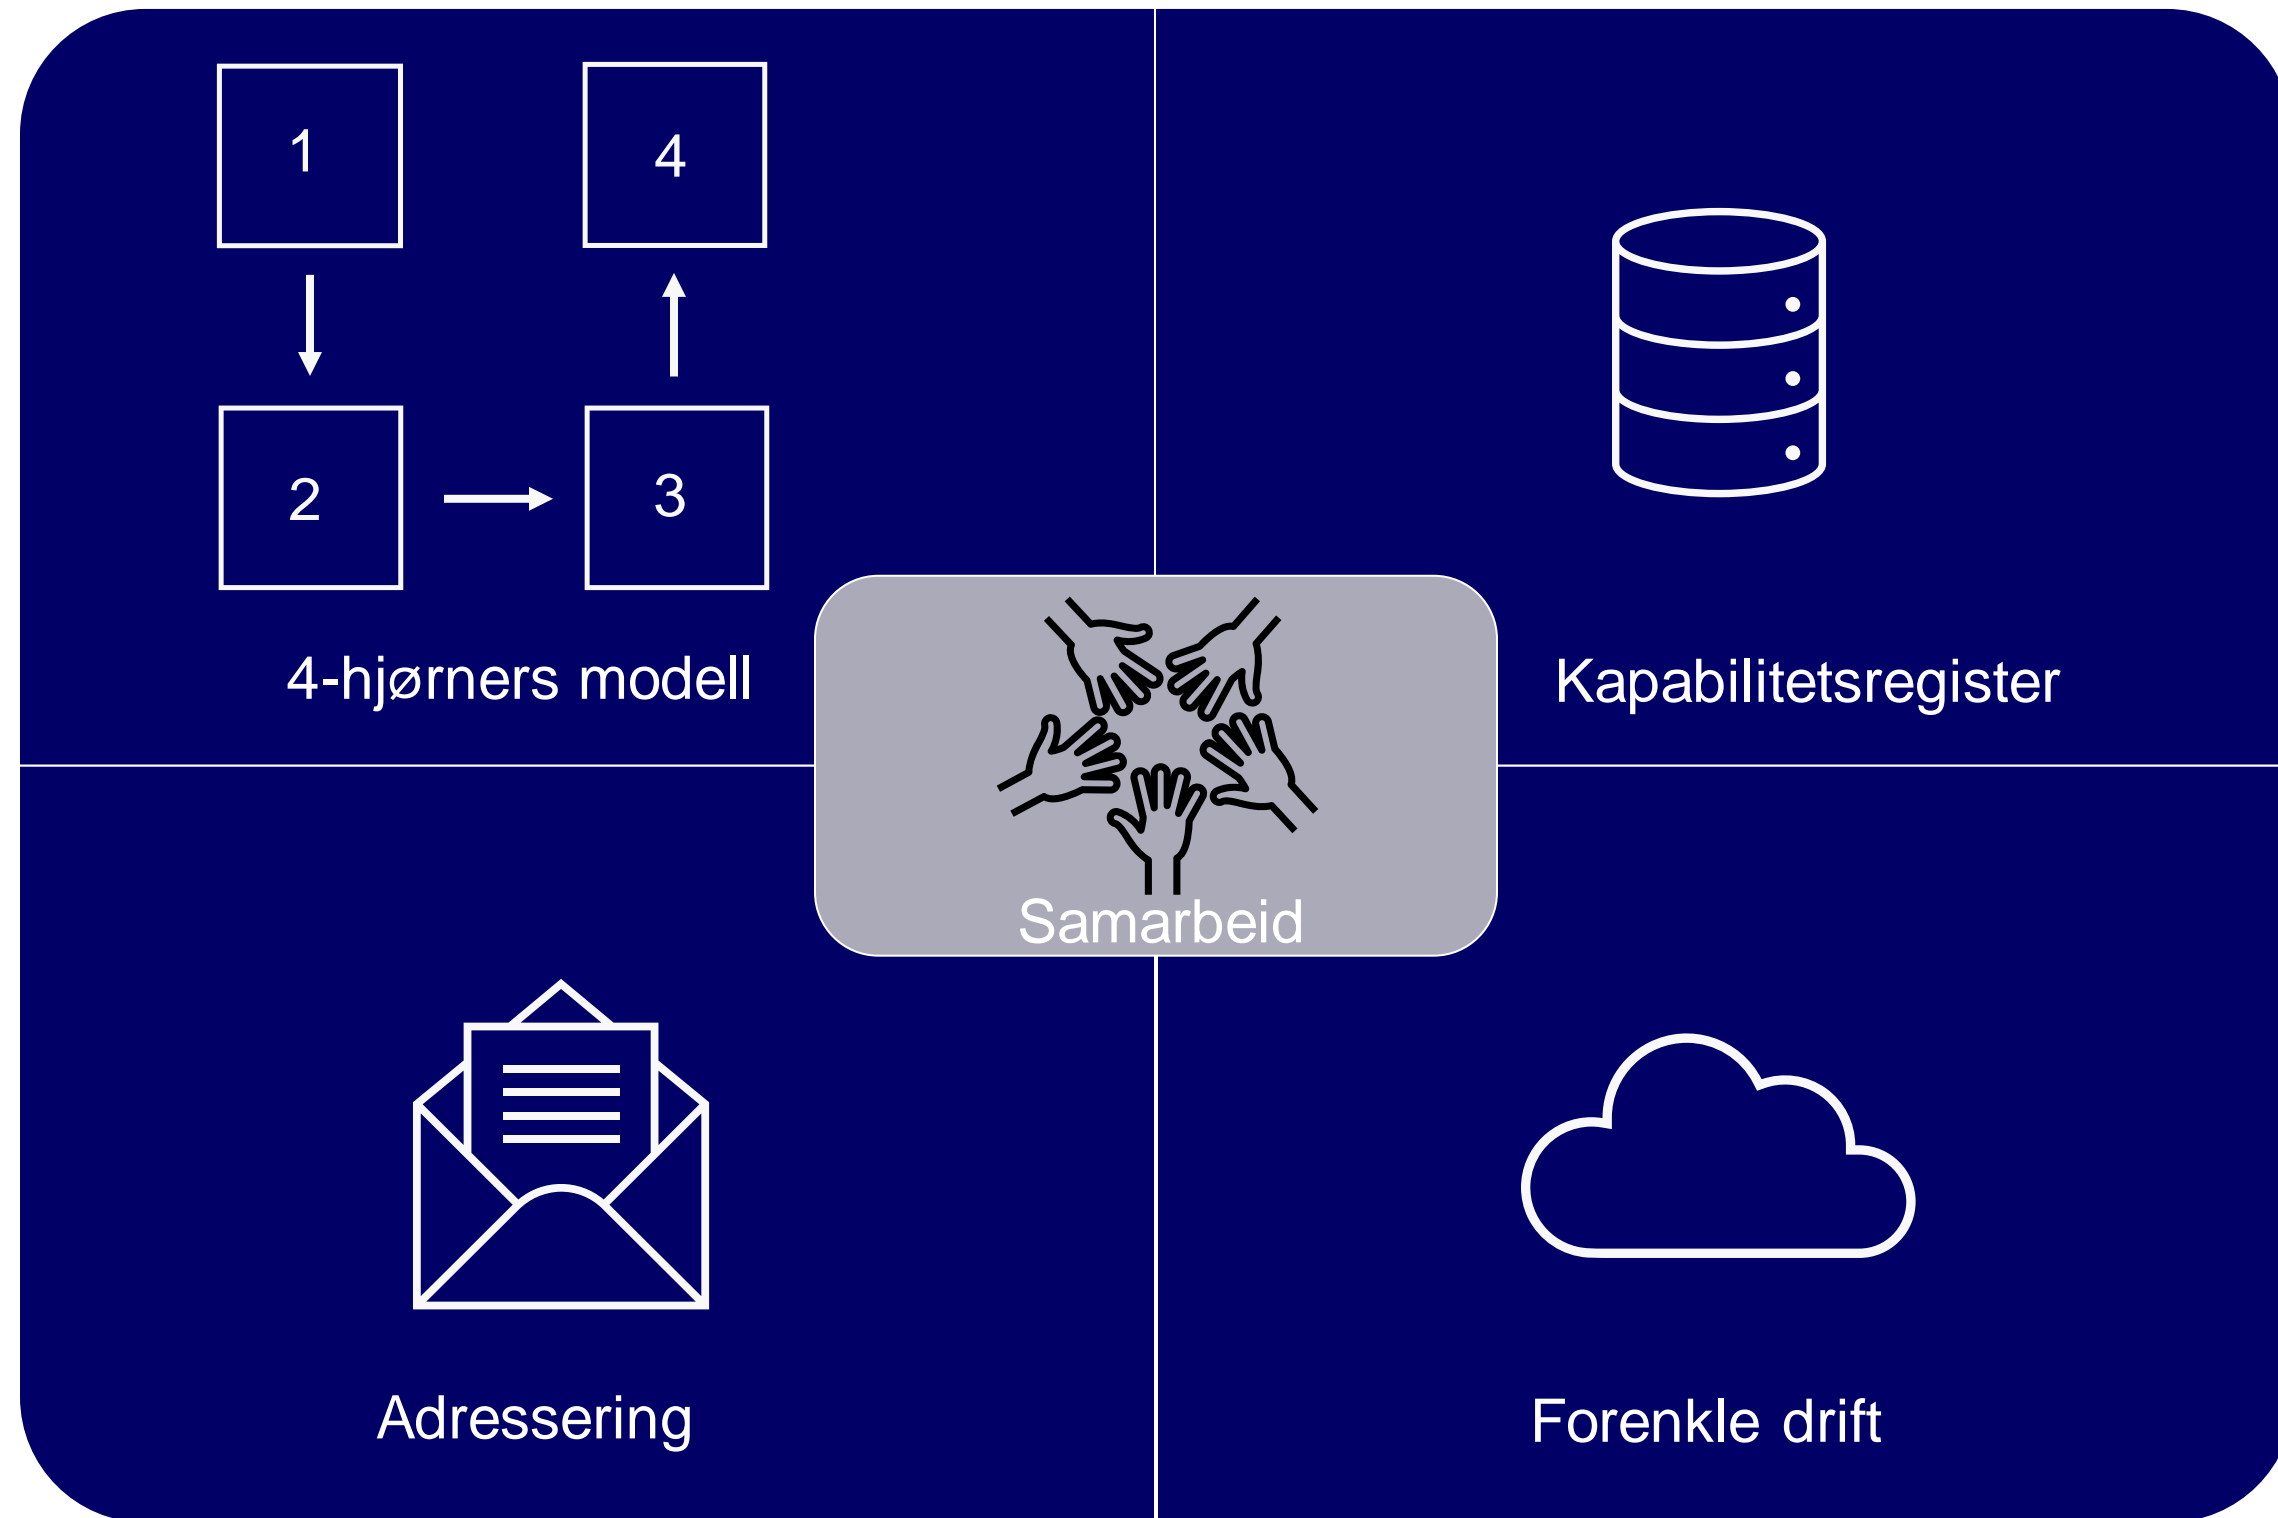 1
4
2
3
4-hjørners modell
Kapabilitetsregister
Samarbeid
Adressering
Forenkle drift